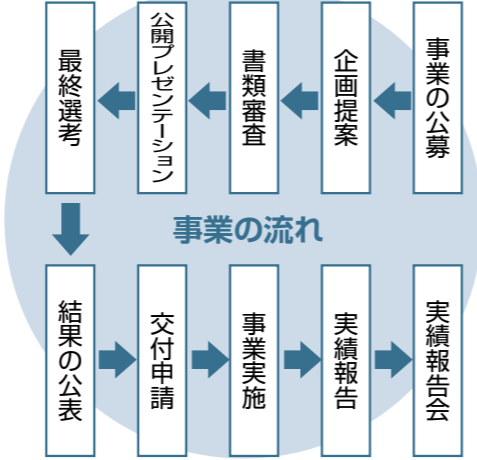 事業の流れ
事業の公募
企画提案
書類審査
公開プレゼンテーション
最終選考
結果の公表
交付申請
事業実施
実績報告
実績報告会